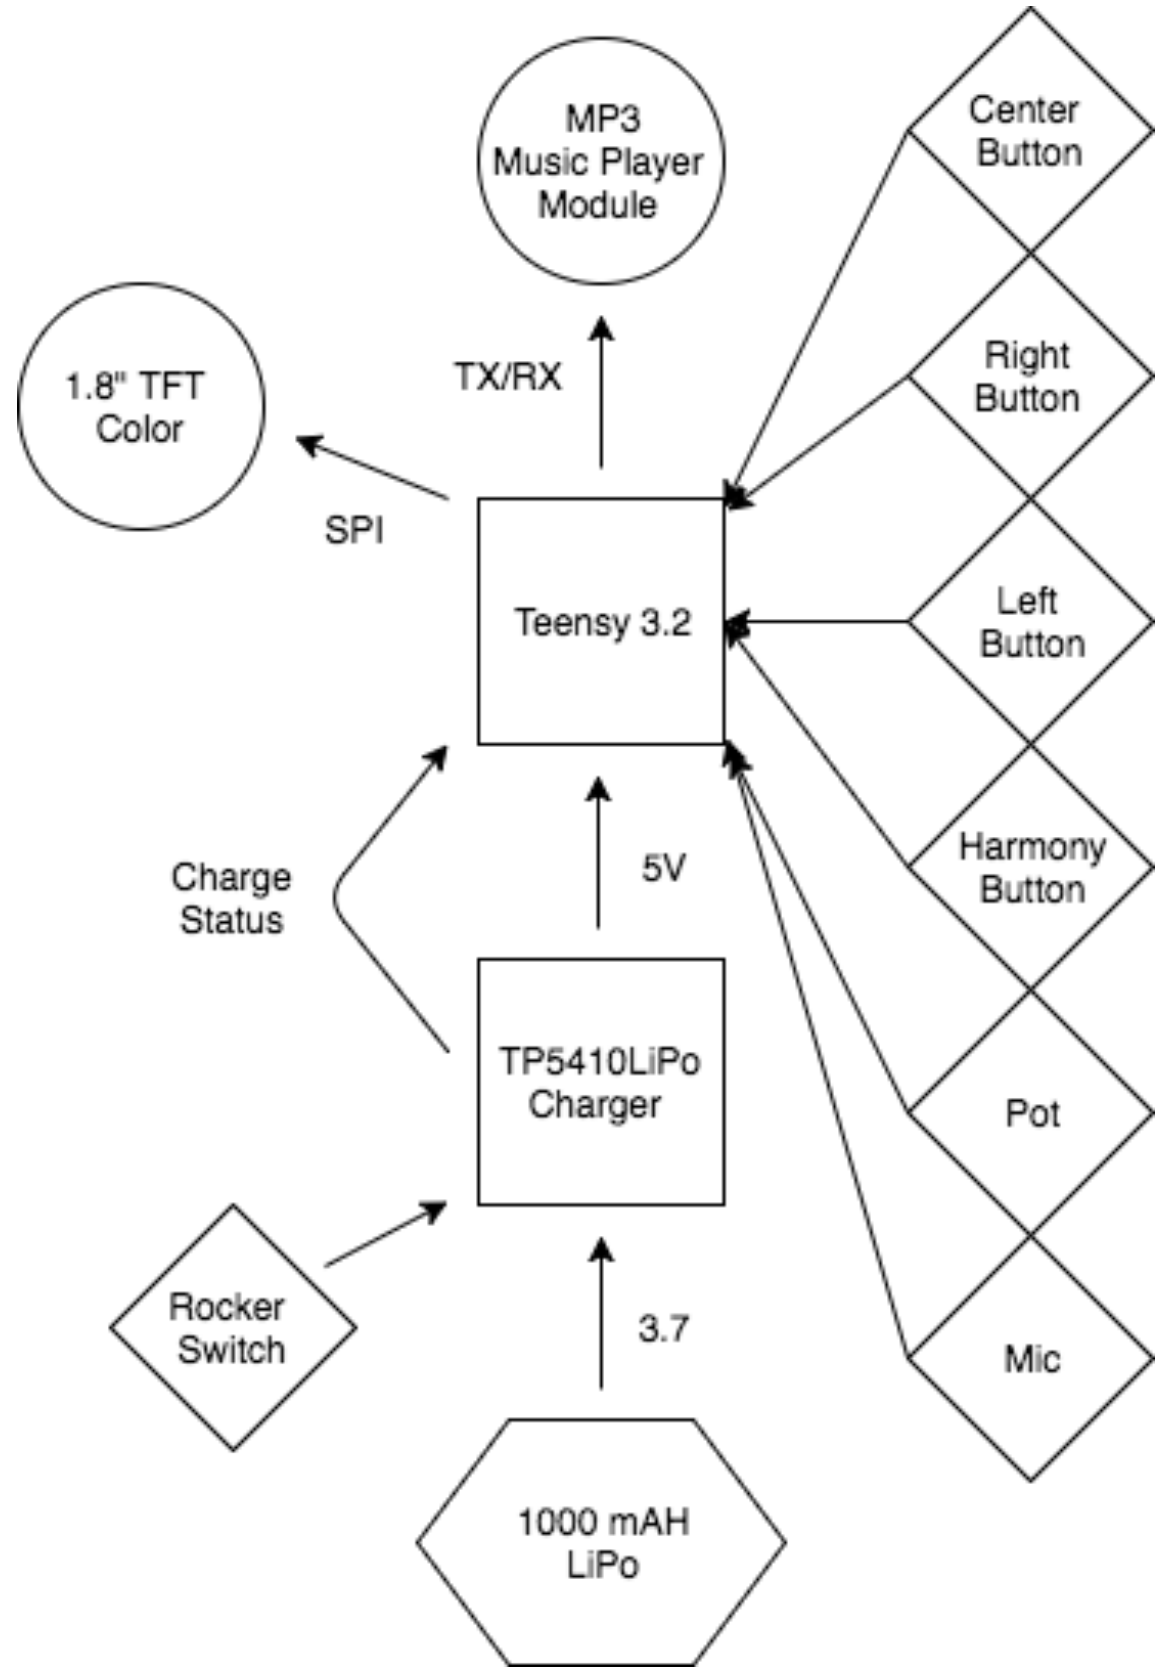 Center
Button
MP3
Music Player
Module
Right
Button
TX/RX
1.8" TFT
Color
SPI
Teensy 3.2
Left
Button
Harmony
Button
Charge
Status
5V
TP5410LiPo
Charger
Pot
Rocker
Switch
3.7
Mic
1000 mAH
LiPo